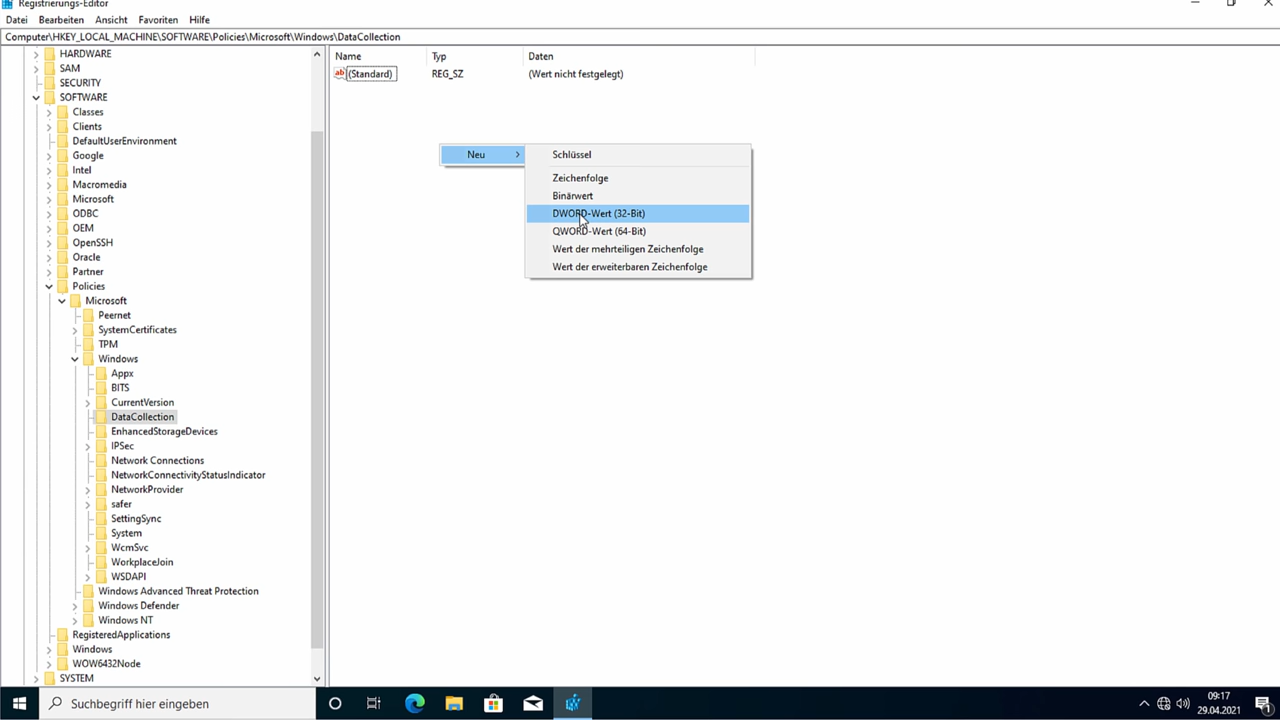 Registrierungs-Editor
Datei Bearbeiten Ansicht Favoriten Hilfe
Computer\HKEY_LOCAL_MACHINE\SOFTWARE\Policies\Microsoft\Windows\DataCollection
HARDWARE
SAM
SECURITY
SOFTWARE
Classes
Clients
DefaultUserEnvironment
Google
Intel
Macromedia
Microsoft
ODBC
OEM
OpenSSH
Oracle
Partner
Policies
Microsoft
Peernet
SystemCertificates
TPM
Windows
Appx
BITS
CurrentVersion
DataCollection
EnhancedStorageDevices
IPSec
Network Connections
NetworkConnectivityStatusIndicator
NetworkProvider
safer
SettingSync
System
WcmSvc
WorkplaceJoin
WSDAPI
Windows Advanced Threat Protection
Windows Defender
Windows NT
RegisteredApplications
Windows
WOW6432Node
SYSTEM
Name Typ Daten
ab (Standard) REG_SZ (Wert nicht festgelegt)
Neu
Schlüssel
Zeichenfolge
Binärwert
DWORD-Wert (32-Bit)
QWORD-Wert (64-Bit)
Wert der mehrteiligen Zeichenfolge
Wert der erweiterbaren Zeichenfolge
Suchbegriff hier eingeben
09:17
29.04.2021
1